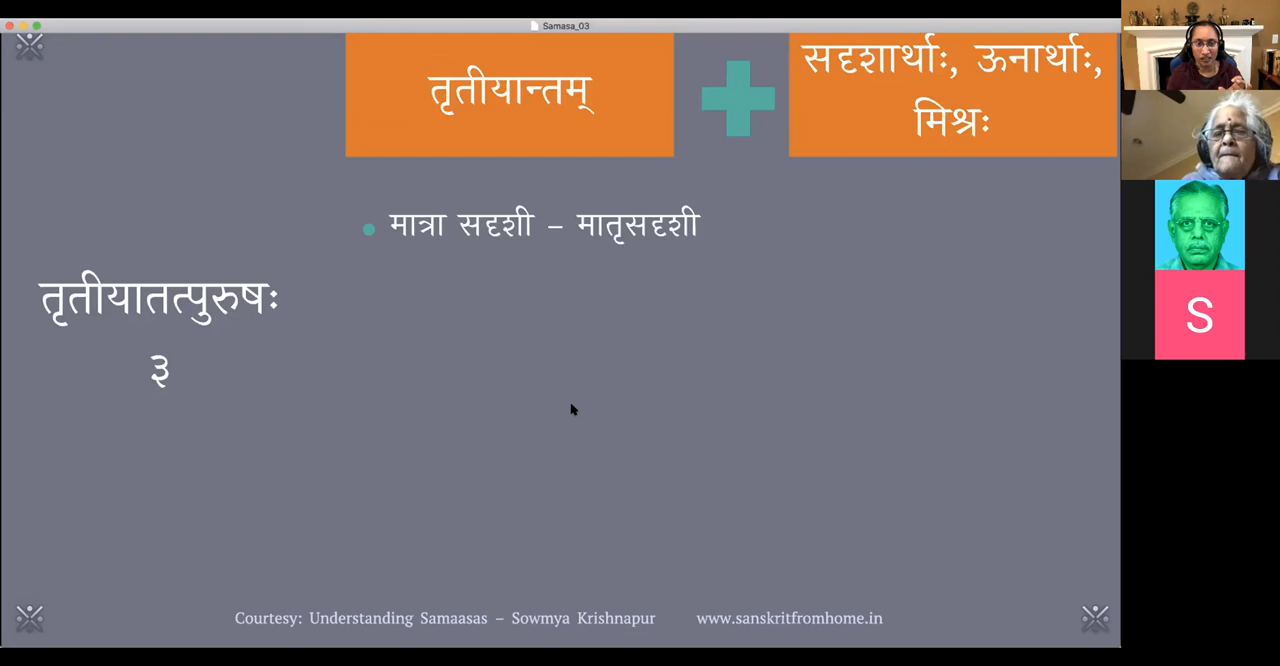 Samasa_03
तृतीयान्तम्
सदृशार्थाः, ऊनार्थाः,
मिश्रः
मात्रा सदृशी – मातृसदृशी
तृतीयातत्पुरुषः
३
Courtesy: Understanding Samaasas – Sowmya Krishnapur www.sanskritfromhome.in
S